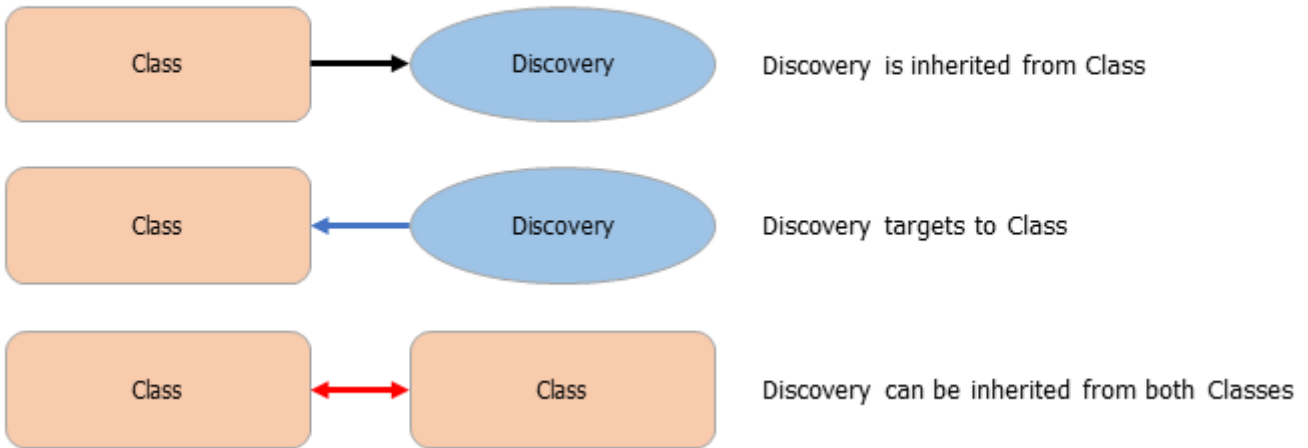 Class Discovery Discovery is inherited from Class
Class Discovery Discovery targets to Class
Class Class Discovery can be inherited from both Classes